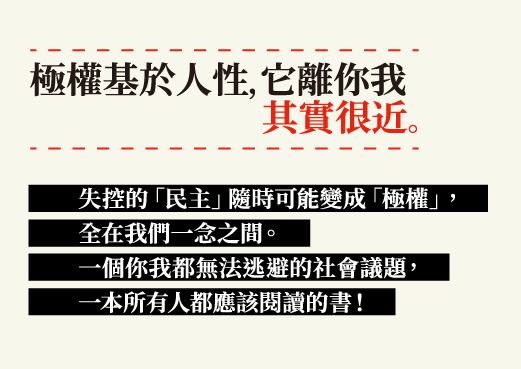 極權基於人性,它離你我
其實很近。
失控的「民主」隨時可能變成「極權」，
全在我們一念之間。
一個你我都無法逃避的社會議題，
一本所有人都應該閱讀的書！